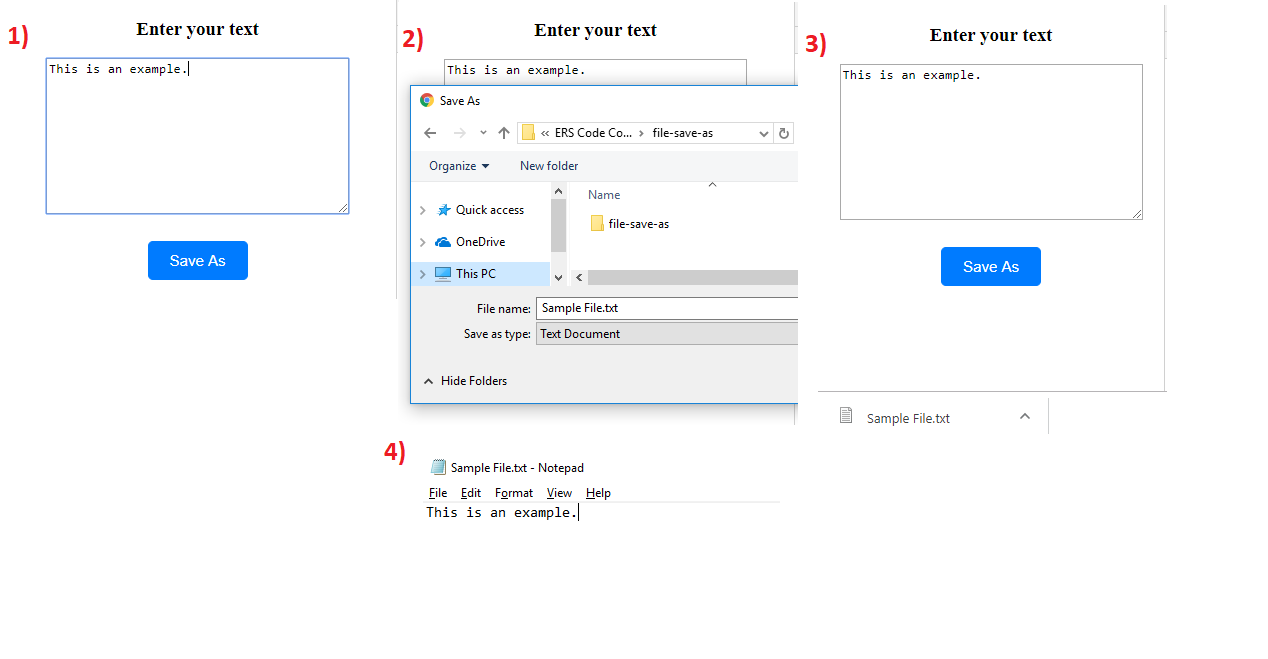 1)
Enter your text
This is an example.
Save As
2)
Enter your text
This is an example.
Save As
« ERS Code Co... › file-save-as
Organize
New folder
Name
Quick access
file-save-as
OneDrive
This PC
File name: Sample File.txt
Save as type: Text Document
Hide Folders
3)
Enter your text
This is an example.
Save As
Sample File.txt
4)
Sample File.txt - Notepad
File Edit Format View Help
This is an example.